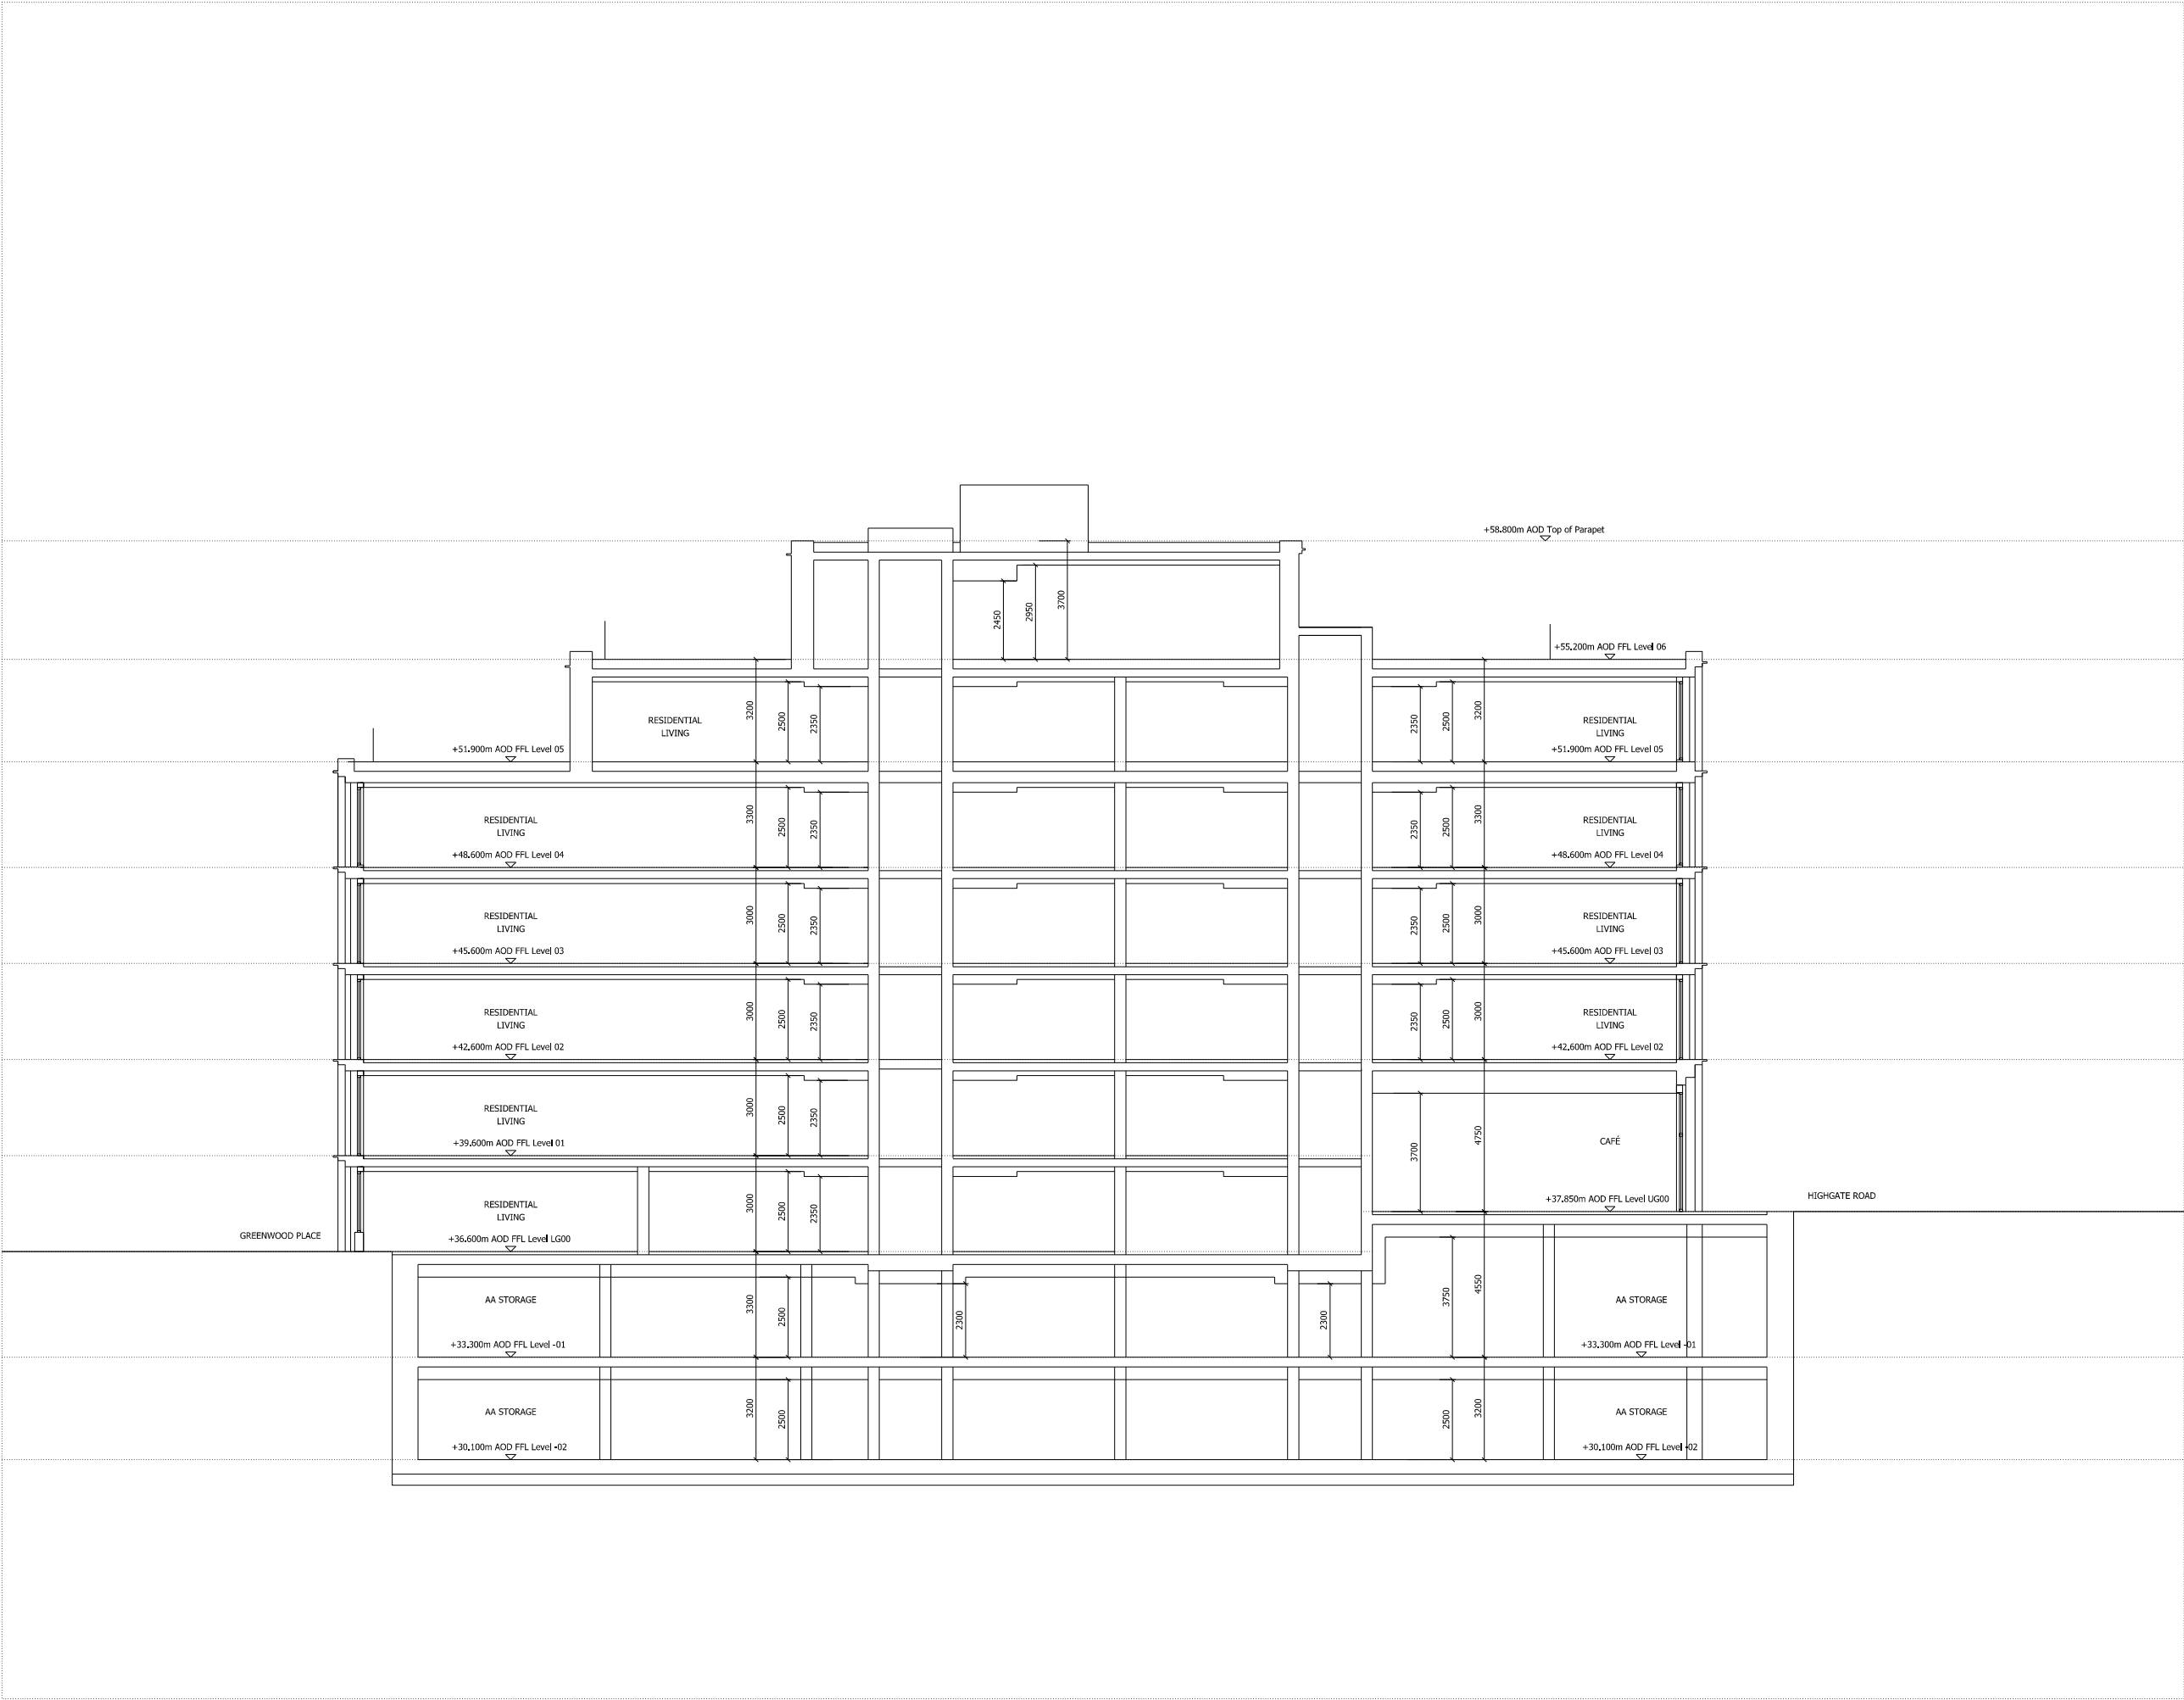 +58.800m AOD Top of Parapet
2450
2950
3700
+55.200m AOD FFL Level 06
RESIDENTIAL
LIVING
3200
2500
2350
2350
2500
3200
RESIDENTIAL
LIVING
+51.900m AOD FFL Level 05
+51.900m AOD FFL Level 05
RESIDENTIAL
LIVING
3300
2500
2350
2350
2500
3300
RESIDENTIAL
LIVING
+48.600m AOD FFL Level 04
+48.600m AOD FFL Level 04
RESIDENTIAL
LIVING
3000
2500
2350
2350
2500
3000
RESIDENTIAL
LIVING
+45.600m AOD FFL Level 03
+45.600m AOD FFL Level 03
RESIDENTIAL
LIVING
3000
2500
2350
2350
2500
3000
RESIDENTIAL
LIVING
+42.600m AOD FFL Level 02
+42.600m AOD FFL Level 02
RESIDENTIAL
LIVING
3000
2500
2350
3700
4750
CAFÉ
+39.600m AOD FFL Level 01
RESIDENTIAL
LIVING
3000
2500
2350
+37.850m AOD FFL Level UG00
HIGHGATE ROAD
GREENWOOD PLACE
+36.600m AOD FFL Level LG00
AA STORAGE
3300
2500
2300
2300
3750
4550
AA STORAGE
+33.300m AOD FFL Level -01
+33.300m AOD FFL Level -01
AA STORAGE
3200
2500
2500
3200
AA STORAGE
+30.100m AOD FFL Level -02
+30.100m AOD FFL Level -02